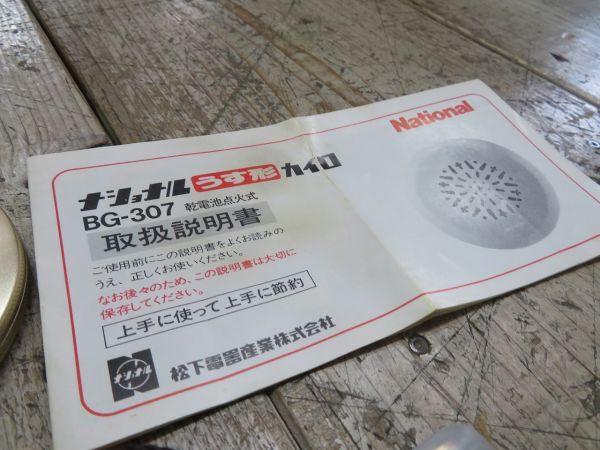 National
ナショナル うす形 カイロ
BG-307 乾電池点火式
取扱説明書
ご使用前にこの説明書をよくお読みの
うえ、正しくお使いください。
なお後々のため、この説明書は大切に
保存してください。
上手に使って上手に節約
ナショナル 松下電器産業株式会社